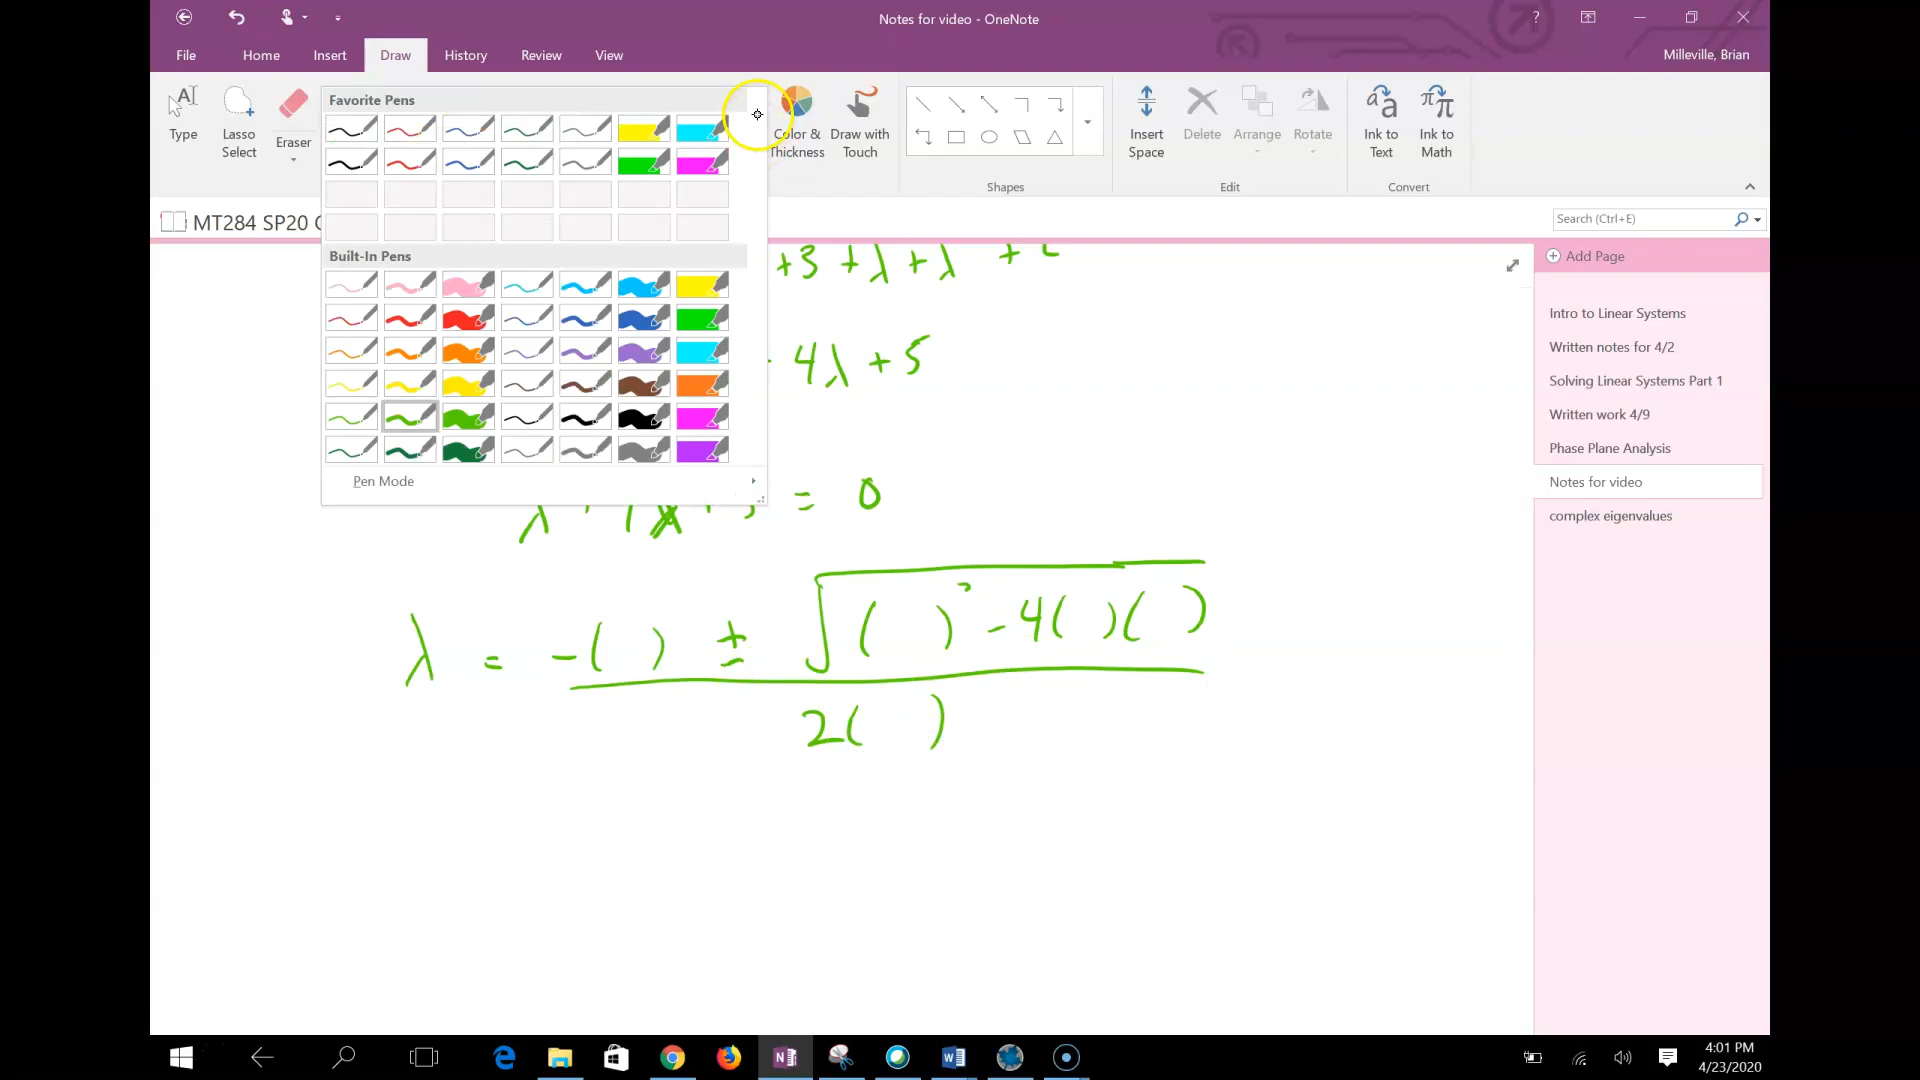 Notes for video - OneNote
?
File Home Insert Draw History Review View
Milleville, Brian
Type
Lasso Select
Eraser
Favorite Pens
Built-In Pens
Pen Mode
Color & Thickness
Draw with Touch
Shapes
Insert Space
Delete
Arrange
Rotate
Edit
Ink to Text
Ink to Math
Convert
MT284 SP20
Search (Ctrl+E)
Add Page
Intro to Linear Systems
Written notes for 4/2
Solving Linear Systems Part 1
Written work 4/9
Phase Plane Analysis
Notes for video
complex eigenvalues
+3 + λ + λ +
4λ + 5
= 0
λ = -( ) ± √( )² - 4( )( )
2( )
4:01 PM
4/23/2020